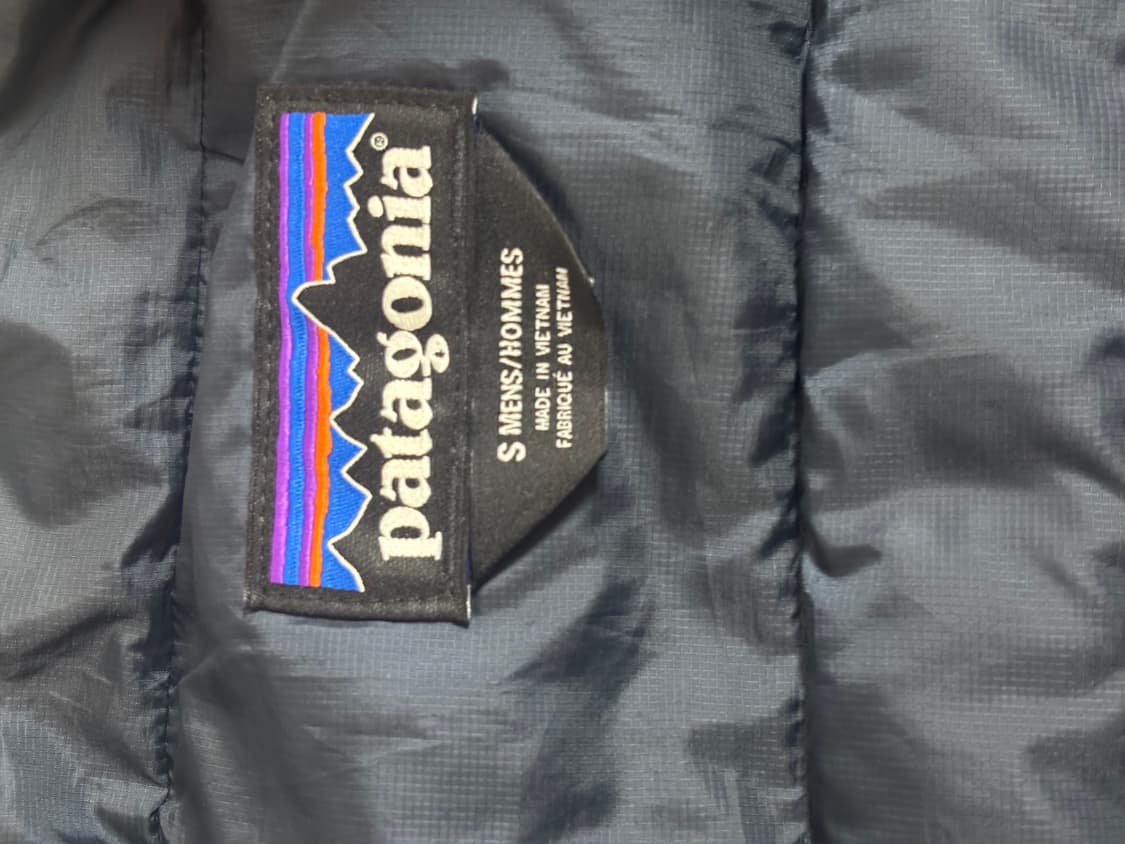 patagonia®
S MENS/HOMMES
MADE IN VIETNAM
FABRIQUÉ AU VIETNAM